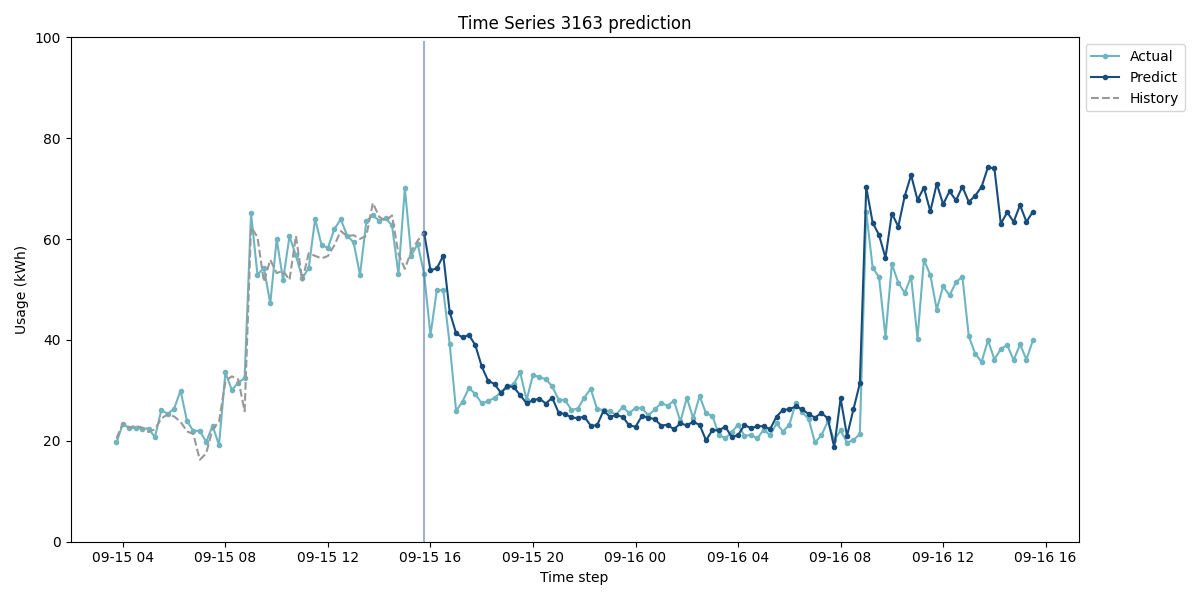 Time Series 3163 prediction
100
80
60
40
20
0
Usage (kWh)
09-15 04
09-15 08
09-15 12
09-15 16
09-15 20
09-16 00
09-16 04
09-16 08
09-16 12
09-16 16
Time step
Actual
Predict
History